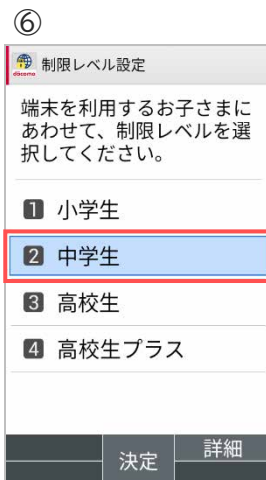 ⑥
docomo
制限レベル設定
端末を利用するお子さまに
あわせて、制限レベルを選
択してください。
1 小学生
2 中学生
3 高校生
4 高校生プラス
詳細
決定